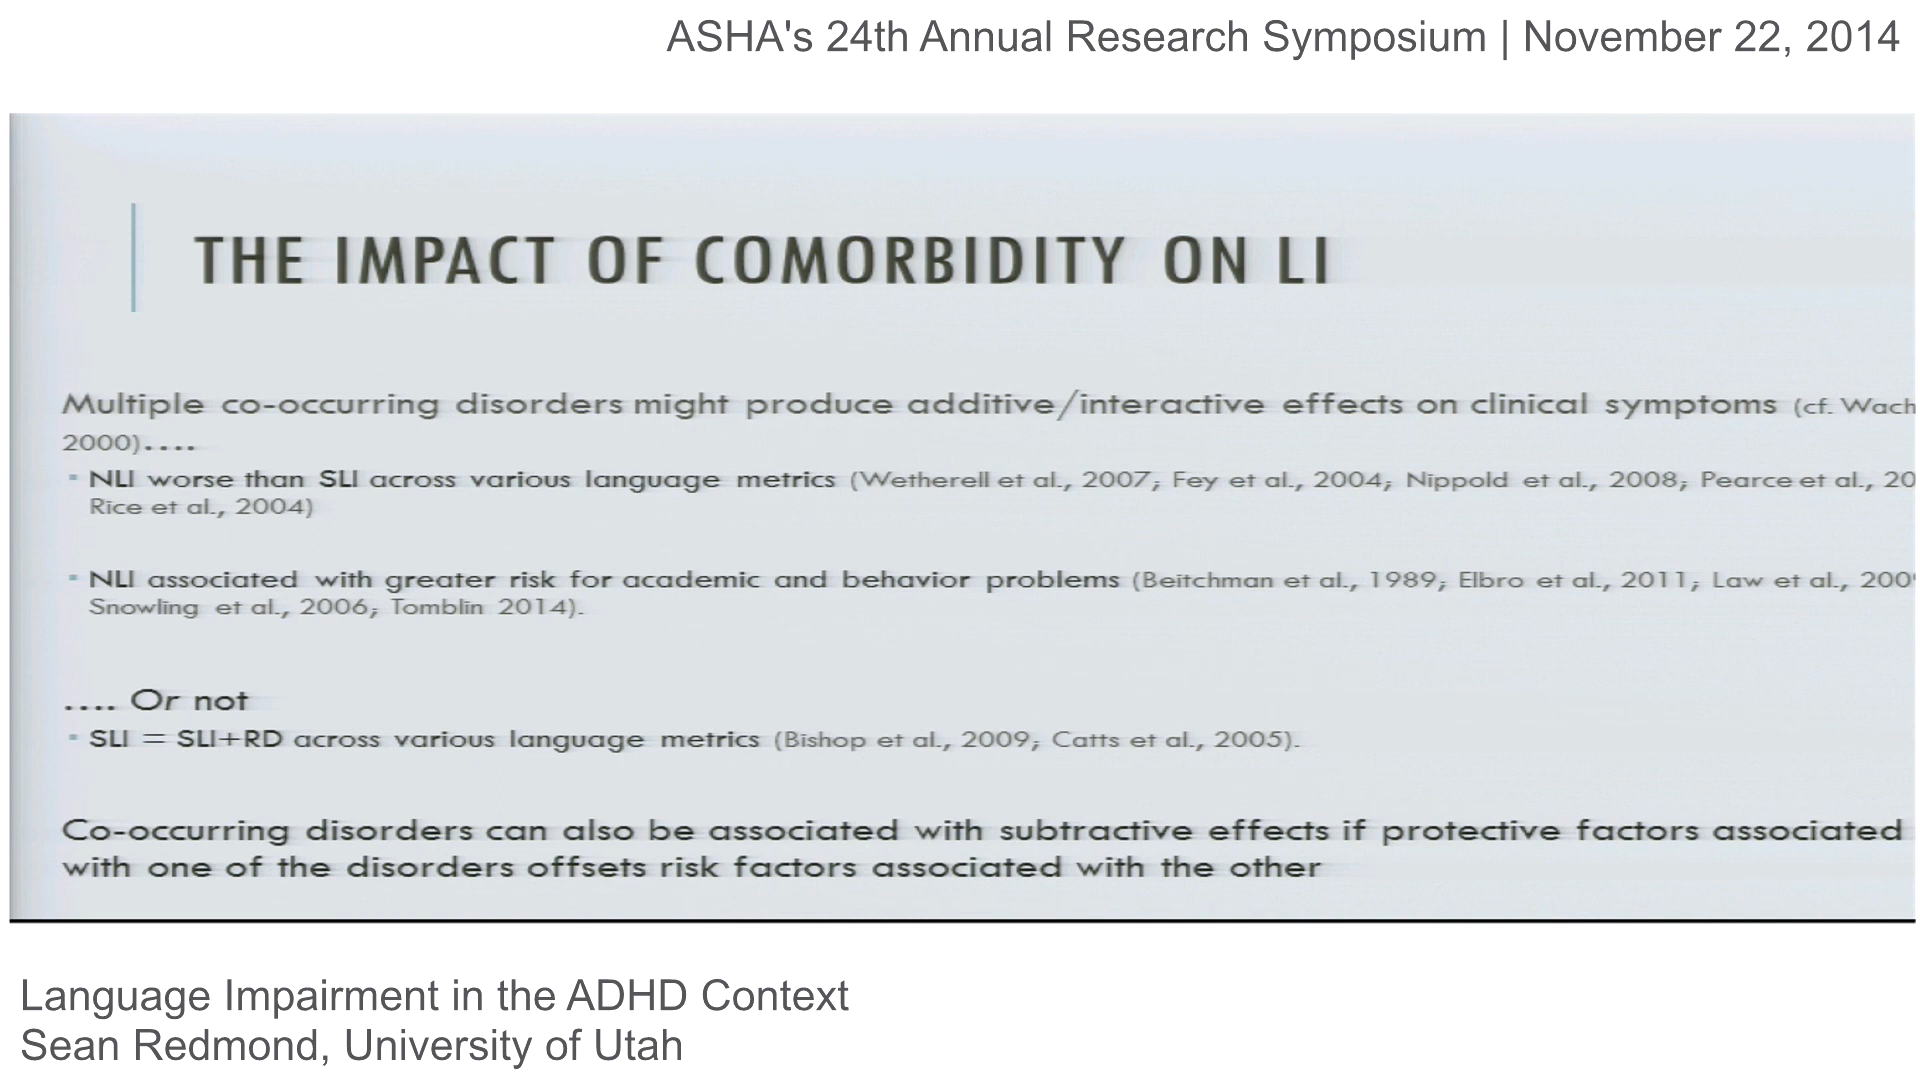 ASHA's 24th Annual Research Symposium | November 22, 2014
THE IMPACT OF COMORBIDITY ON LI
Multiple co-occurring disorders might produce additive/interactive effects on clinical symptoms (cf.
2000)....
NLI worse than SLI across various language metrics (Wetherell et al., 2007; Fey et al., 2004; Nippold et al., 2008; Pearce et al.,
Rice et al., 2004)
NLI associated with greater risk for academic and behavior problems (Beitchman et al., 1989; Elbro et al., 2011; Law et al.,
Snowling et al., 2006; Tomblin 2014).
.... Or not
SLI = SLI+RD across various language metrics (Bishop et al., 2009; Catts et al., 2005).
Co-occurring disorders can also be associated with subtractive effects if protective factors associated
with one of the disorders offsets risk factors associated with the other
Language Impairment in the ADHD Context
Sean Redmond, University of Utah